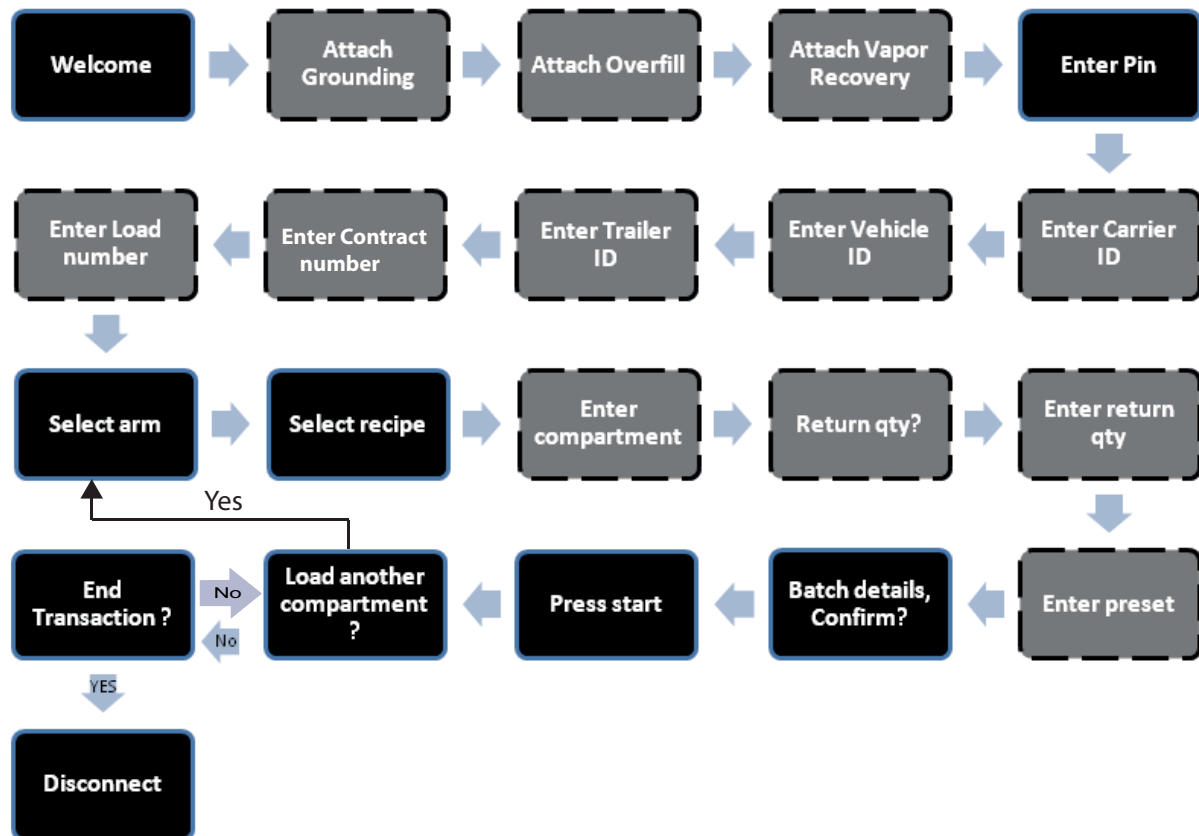 Welcome
Attach
Grounding
Attach Overfill
Attach Vapor
Recovery
Enter Pin
Enter Load
number
Enter Contract
number
Enter Trailer
ID
Enter Vehicle
ID
Enter Carrier
ID
Select arm
Select recipe
Enter
compartment
Return qty?
Enter return
qty
Yes
End
Transaction ?
No
No
Load another
compartment
?
Press start
Batch details,
Confirm?
Enter preset
YES
Disconnect